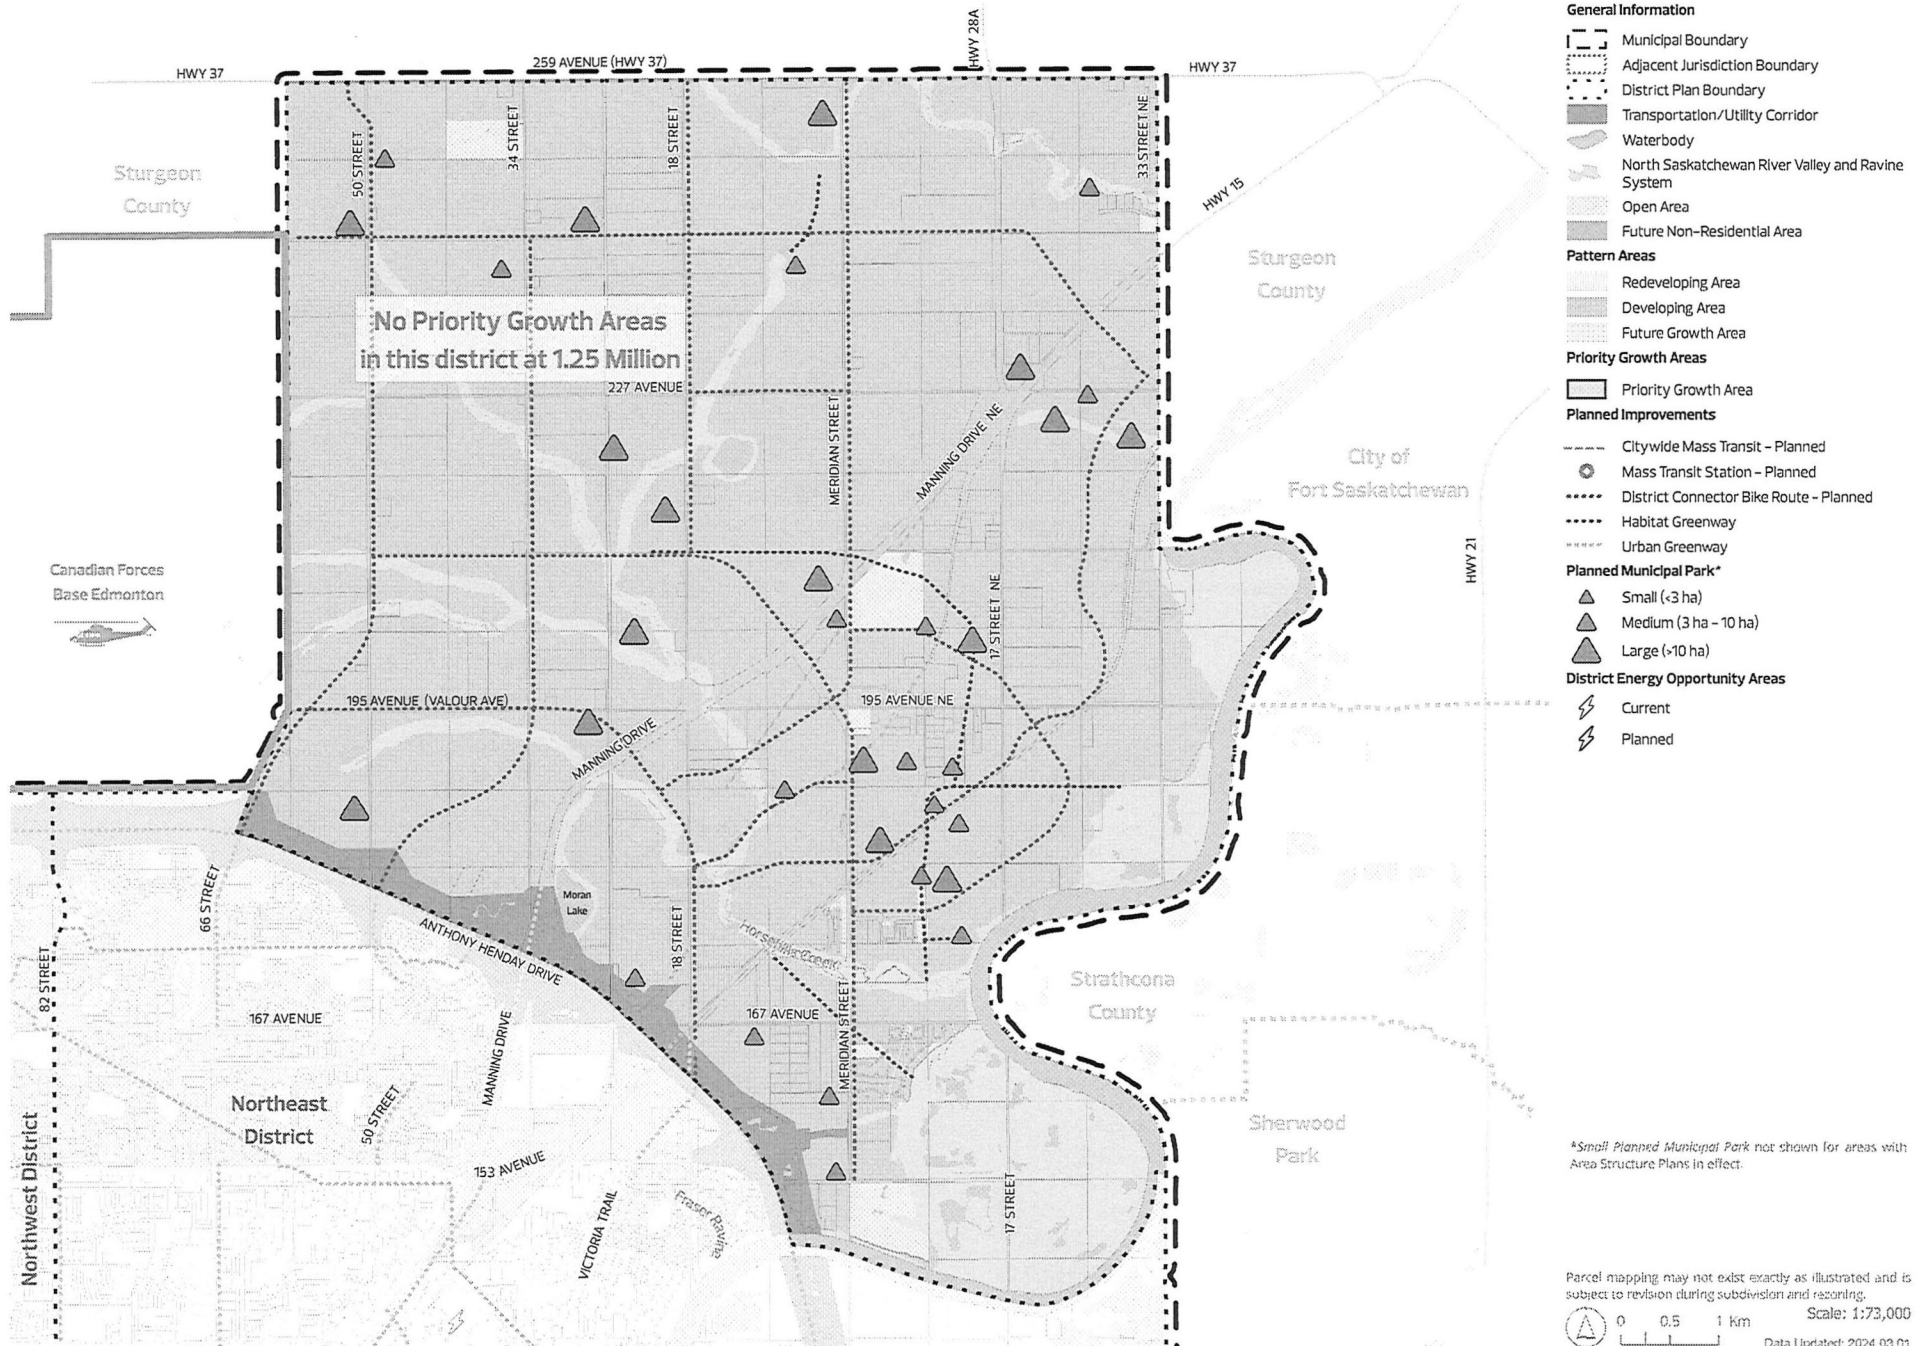 General Information
Municipal Boundary
Adjacent Jurisdiction Boundary
District Plan Boundary
Transportation/Utility Corridor
Waterbody
North Saskatchewan River Valley and Ravine
System
Open Area
Future Non-Residential Area
Pattern Areas
Redeveloping Area
Developing Area
Future Growth Area
Priority Growth Areas
Priority Growth Area
Planned Improvements
Citywide Mass Transit – Planned
Mass Transit Station – Planned
District Connector Bike Route – Planned
Habitat Greenway
Urban Greenway
Planned Municipal Park*
Small (<3 ha)
Medium (3 ha – 10 ha)
Large (>10 ha)
District Energy Opportunity Areas
Current
Planned
*Small Planned Municipal Park not shown for areas with
Area Structure Plans in effect.
Parcel mapping may not exist exactly as illustrated and is
subject to revision during subdivision and rezoning.
Scale: 1:73,000
0 0.5 1 Km
Data Updated: 2024.03.01
HWY 37
259 AVENUE (HWY 37)
HWY 28A
HWY 37
50 STREET
34 STREET
18 STREET
33 STREET NE
HWY 15
Sturgeon
County
Sturgeon
County
No Priority Growth Areas
in this district at 1.25 Million
227 AVENUE
MERIDIAN STREET
MANNING DRIVE NE
City of
Fort Saskatchewan
HWY 21
Canadian Forces
Base Edmonton
17 STREET NE
195 AVENUE (VALOUR AVE)
195 AVENUE NE
MANNING DRIVE
66 STREET
Moran
Lake
ANTHONY HENDAY DRIVE
18 STREET
Horsehills Creek
82 STREET
167 AVENUE
167 AVENUE
MERIDIAN STREET
Strathcona
County
MANNING DRIVE
Northeast
District
50 STREET
Sherwood
Park
Northwest District
153 AVENUE
VICTORIA TRAIL
Fraser Ravine
17 STREET